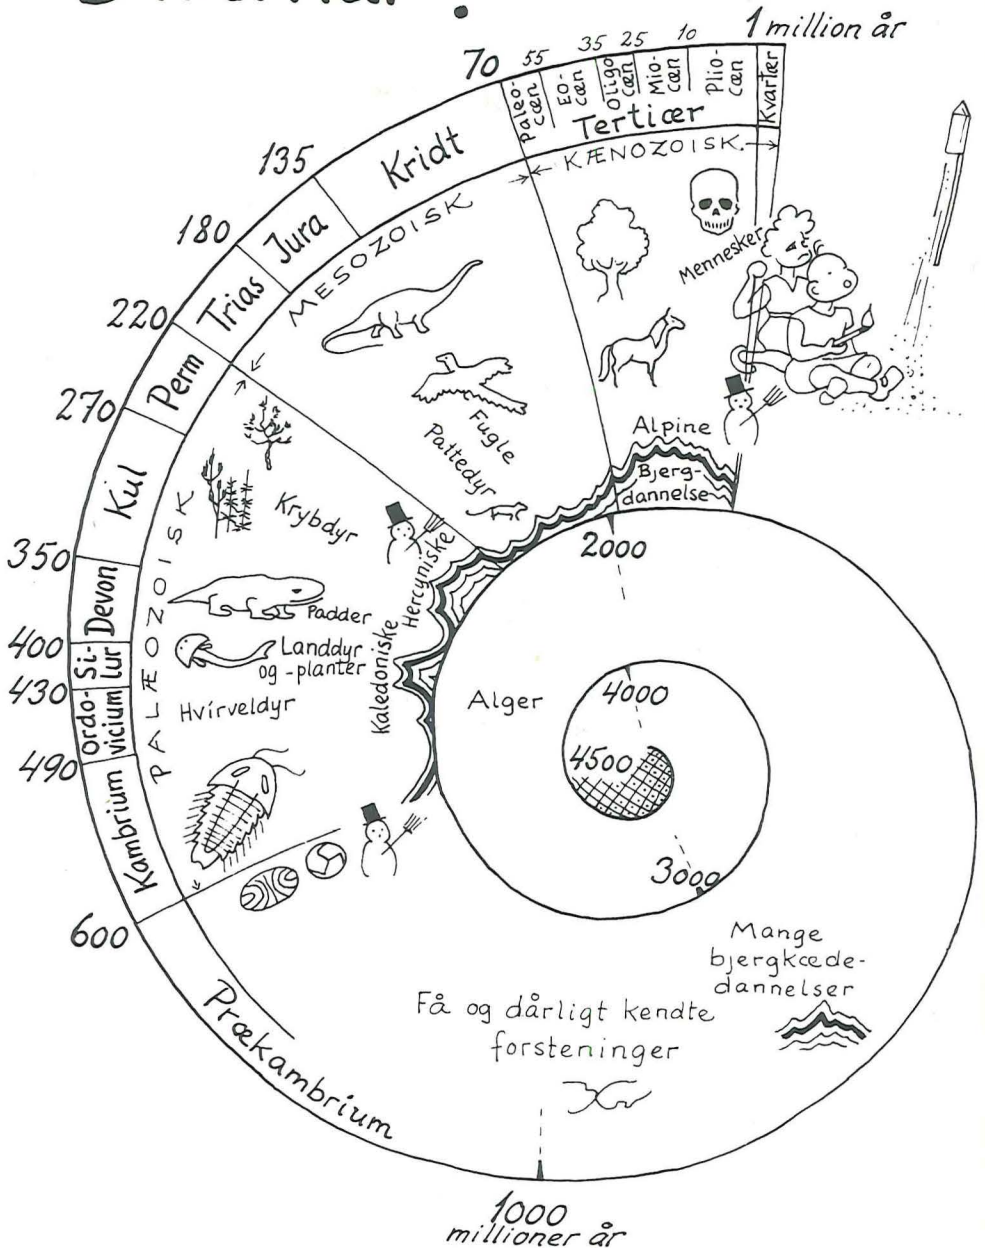 1 million år
70
55
35
25
10
Paleo-
cæn
Eo-
cæn
Oligo
cæn
Mio-
cæn
Plio-
cæn
Kvartær
Tertiær
KÆNOZOISK.
135
Kridt
180
Jura
MESOZOISK
220
Trias
270
Perm
Kul
350
Devon
400
Si-
lur
430
Ordo-
vicium
490
Kambrium
600
PALÆOZOISK
Prækambrium
Mennesker
Fugle
Pattedyr
Alpine
Bjerg-
dannelse
Krybdyr
Hercyniske
Padder
Landdyr
og -planter
Kaledoniske
Hvirveldyr
Alger
2000
4000
4500
3000
Mange
bjergkæde-
dannelser
Få og dårligt kendte
forsteninger
1000
millioner år